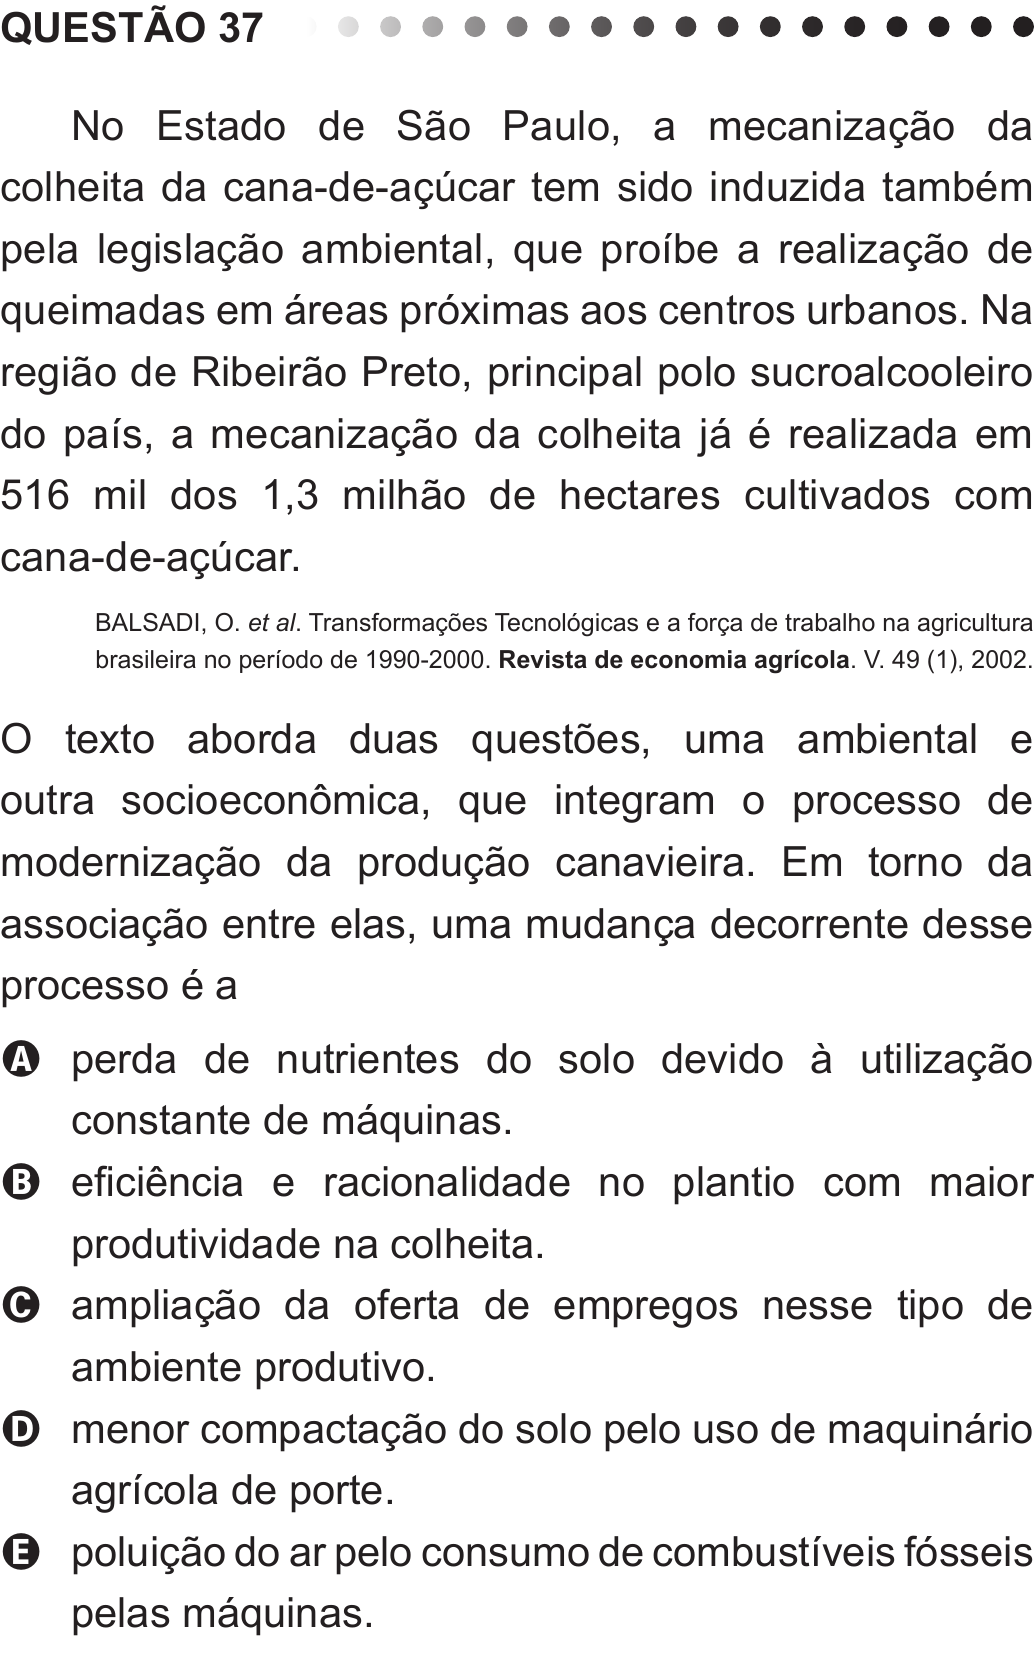 QUESTÃO 37
No Estado de São Paulo, a mecanização da
colheita da cana-de-açúcar tem sido induzida também
pela legislação ambiental, que proíbe a realização de
queimadas em áreas próximas aos centros urbanos. Na
região de Ribeirão Preto, principal polo sucroalcooleiro
do país, a mecanização da colheita já é realizada em
516 mil dos 1,3 milhão de hectares cultivados com
cana-de-açúcar.
BALSADI, O. et al. Transformações Tecnológicas e a força de trabalho na agricultura
brasileira no período de 1990-2000. Revista de economia agrícola. V. 49 (1), 2002.
O texto aborda duas questões, uma ambiental e
outra socioeconômica, que integram o processo de
modernização da produção canavieira. Em torno da
associação entre elas, uma mudança decorrente desse
processo é a
A perda de nutrientes do solo devido à utilização
constante de máquinas.
B eficiência e racionalidade no plantio com maior
produtividade na colheita.
C ampliação da oferta de empregos nesse tipo de
ambiente produtivo.
D menor compactação do solo pelo uso de maquinário
agrícola de porte.
E poluição do ar pelo consumo de combustíveis fósseis
pelas máquinas.